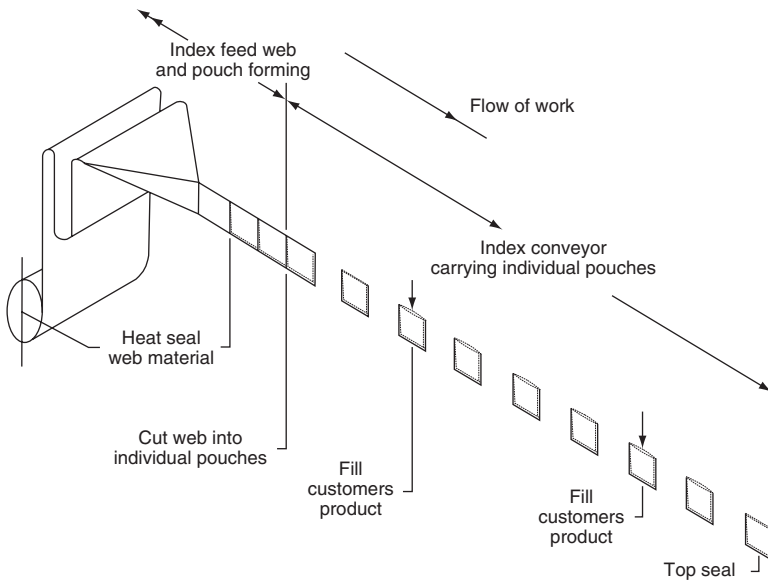 Index feed web
and pouch forming
Flow of work
Index conveyor
carrying individual pouches
Heat seal
web material
Cut web into
individual pouches
Fill
customers
product
Fill
customers
product
Top seal